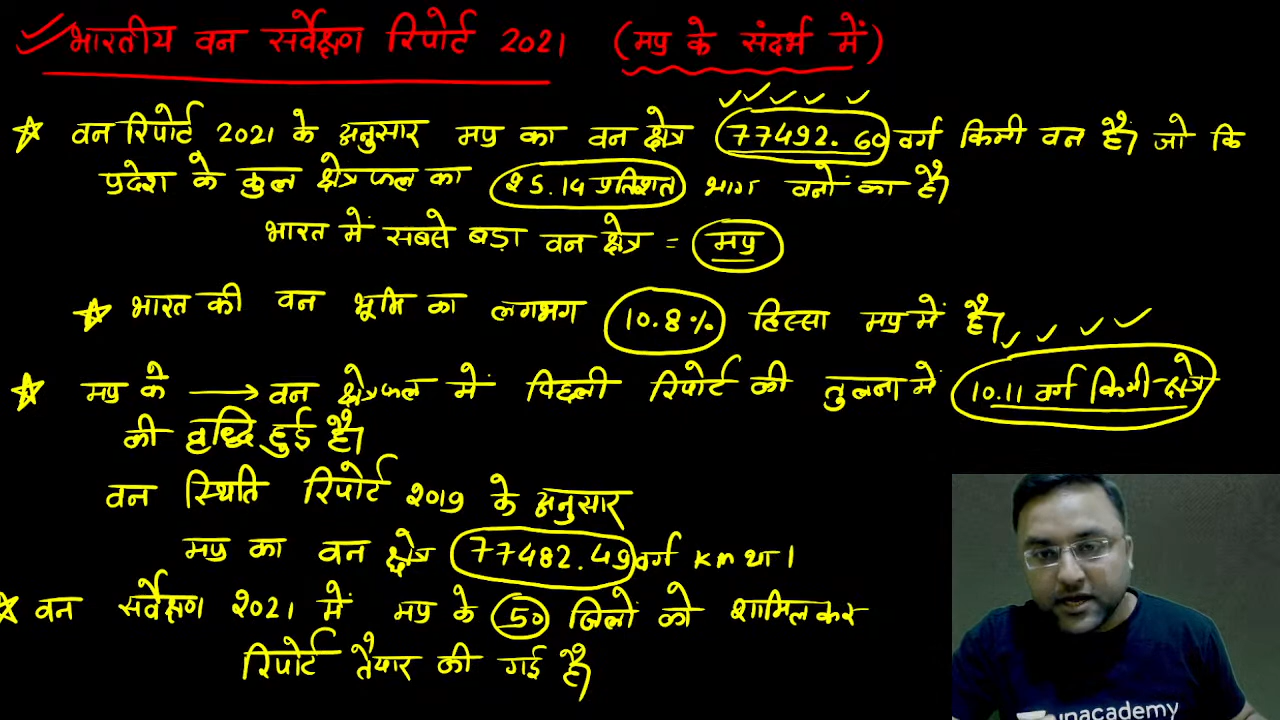 भारतीय वन सर्वेक्षण रिपोर्ट 2021 (मप्र के संदर्भ में)
वन रिपोर्ट 2021 के अनुसार मप्र का वन क्षेत्र 77492.60 वर्ग किमी वन है। जो कि
प्रदेश के कुल क्षेत्रफल का 25.14 प्रतिशत भाग वनों का है।
भारत में सबसे बड़ा वन क्षेत्र = मप्र
भारत की वन भूमि का लगभग 10.8% हिस्सा मप्र में है।
मप्र के → वन क्षेत्रफल में पिछली रिपोर्ट की तुलना में 10.11 वर्ग किमी-क्षेत्र
की वृद्धि हुई है।
वन स्थिति रिपोर्ट 2019 के अनुसार
मप्र का वन क्षेत्र 77482.49 वर्ग km था।
वन सर्वेक्षण 2021 में मप्र के 50 जिलों को शामिल कर
रिपोर्ट तैयार की गई है।
unacademy